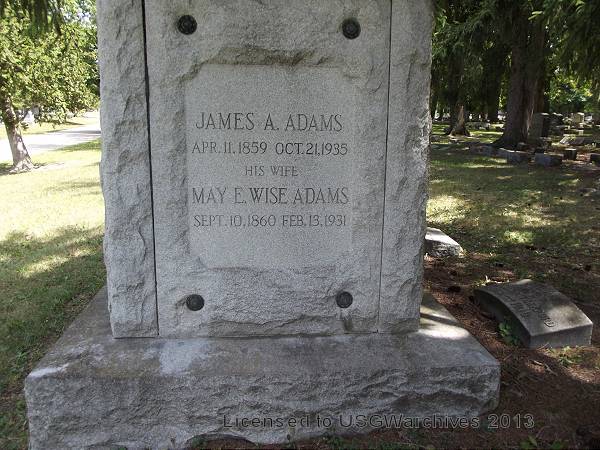 JAMES A. ADAMS
APR. 11. 1859 OCT. 21. 1935
HIS WIFE
MAY E. WISE ADAMS
SEPT. 10. 1860 FEB. 13. 1931
Licensed to USGWarchives 2013